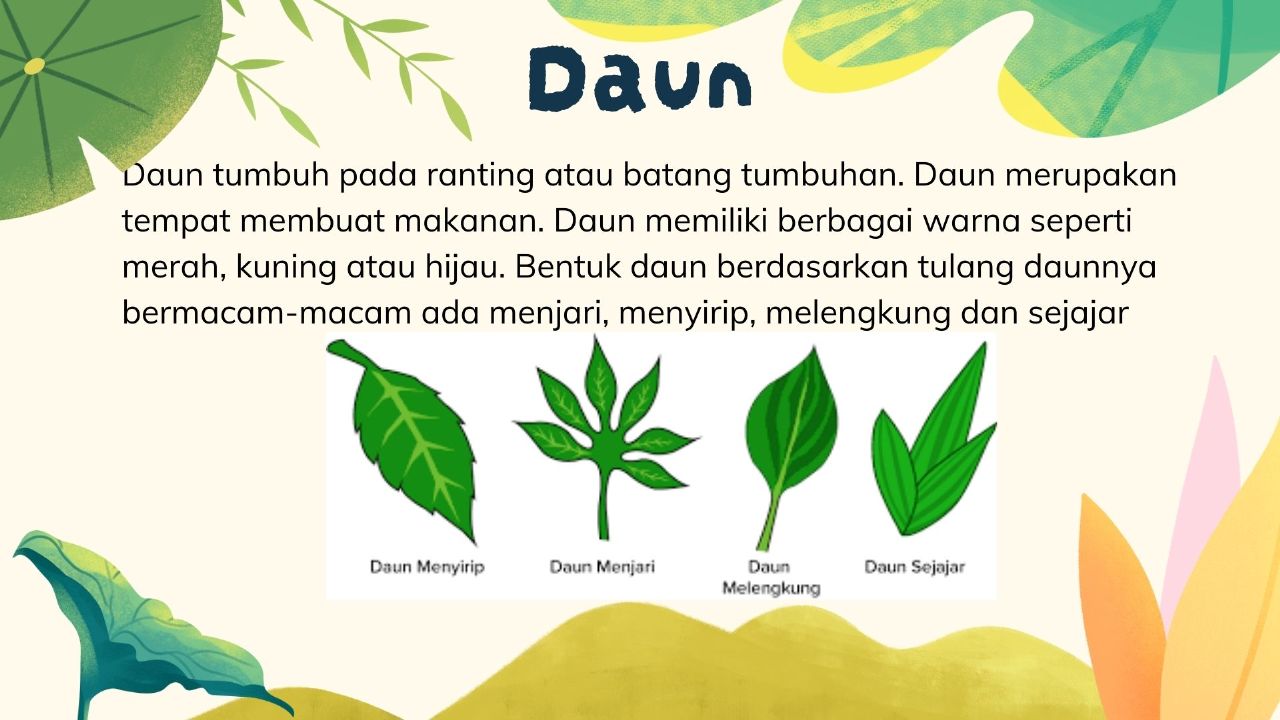 Daun
Daun tumbuh pada ranting atau batang tumbuhan. Daun merupakan
tempat membuat makanan. Daun memiliki berbagai warna seperti
merah, kuning atau hijau. Bentuk daun berdasarkan tulang daunnya
bermacam-macam ada menjari, menyirip, melengkung dan sejajar
Daun Menyirip
Daun Menjari
Daun
Melengkung
Daun Sejajar